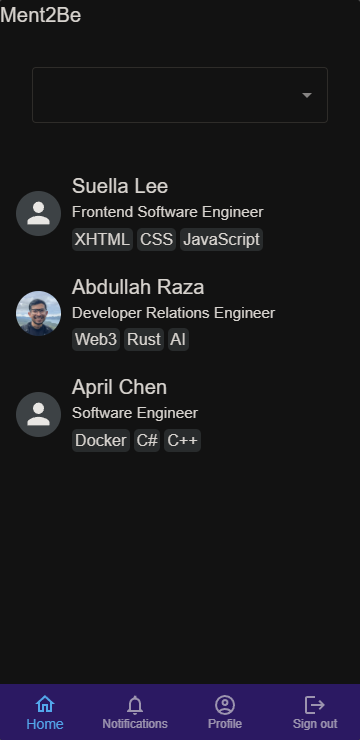 Ment2Be
Suella Lee
Frontend Software Engineer
XHTML CSS JavaScript
Abdullah Raza
Developer Relations Engineer
Web3 Rust AI
April Chen
Software Engineer
Docker C# C++
Home Notifications Profile Sign out